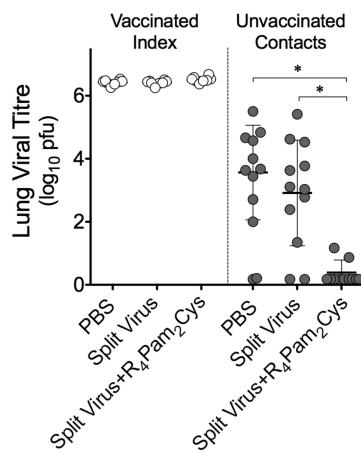 Vaccinated Index
Unvaccinated Contacts
*
*
Lung Viral Titre
(log₁₀ pfu)
6
4
2
0
PBS
Split Virus
Split Virus+R₄Pam₂Cys
PBS
Split Virus
Split Virus+R₄Pam₂Cys